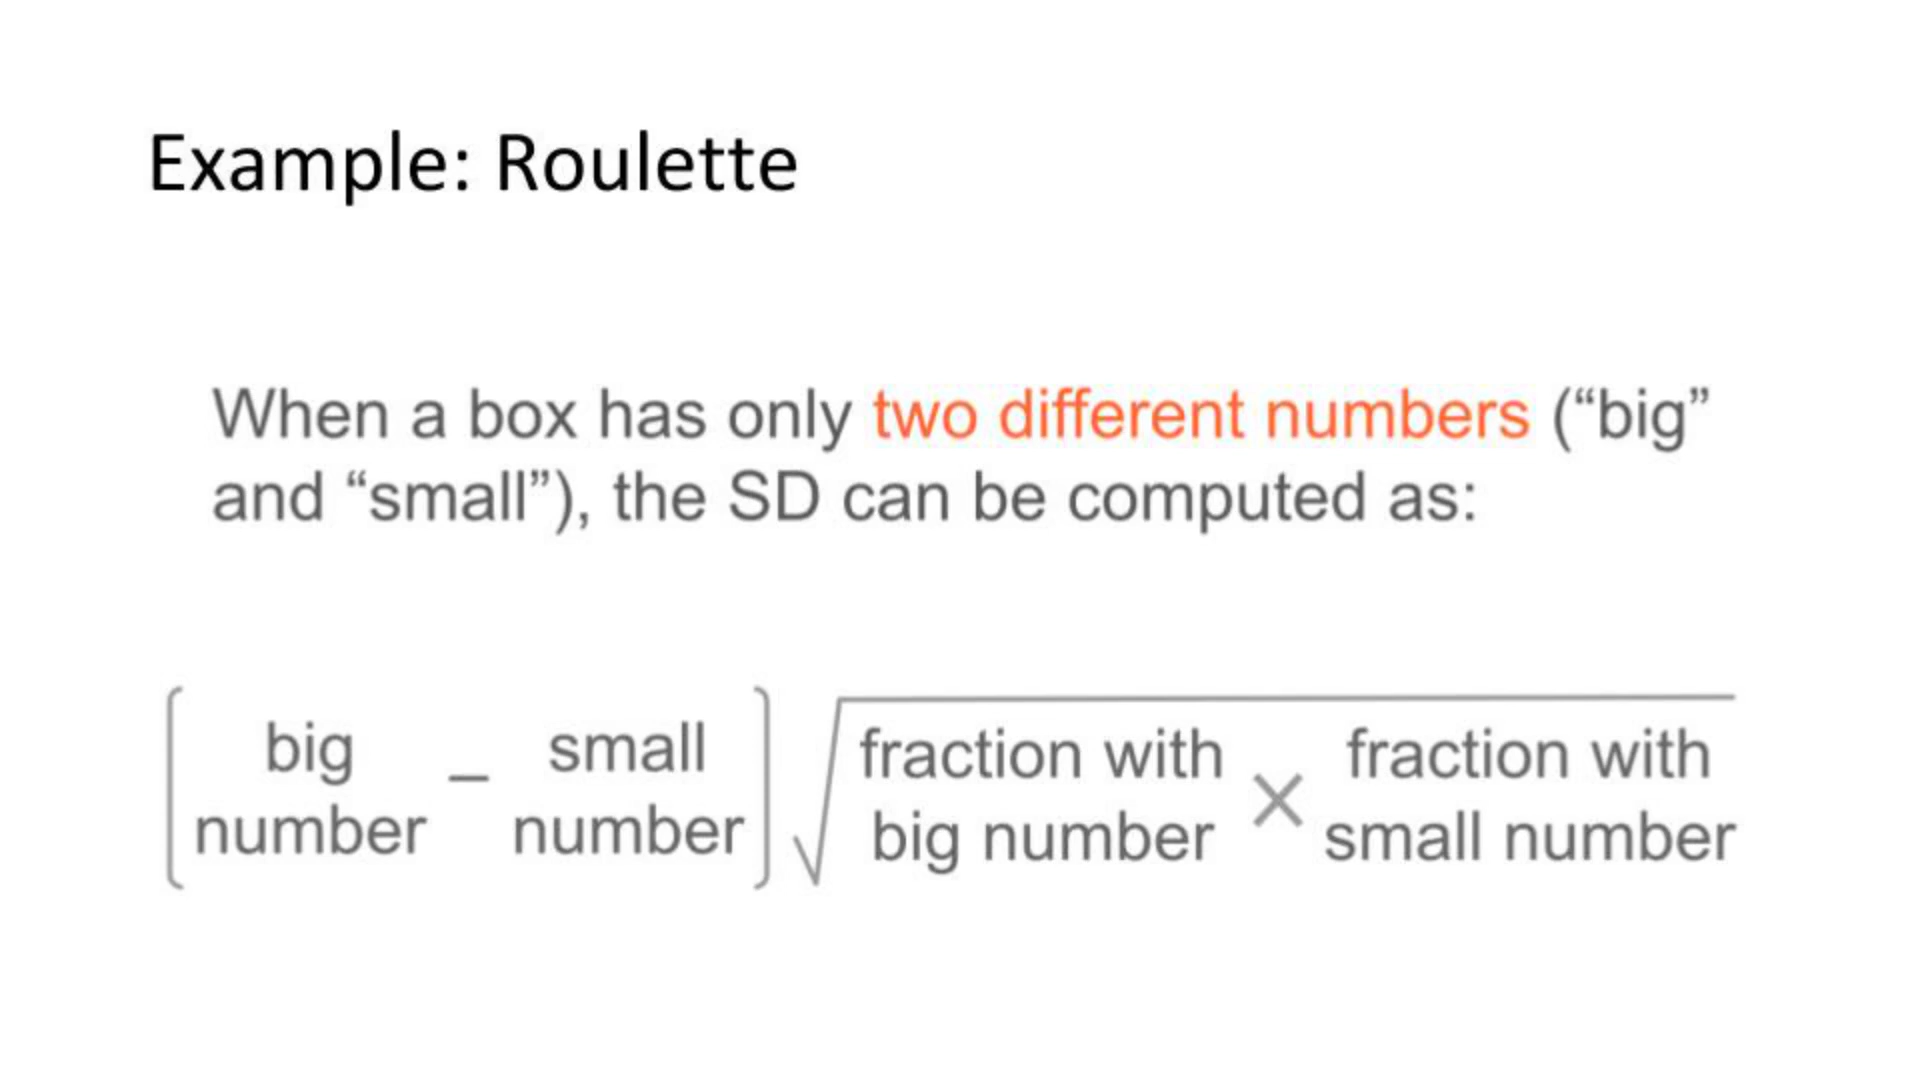 Example: Roulette
When a box has only two different numbers (“big”
and “small”), the SD can be computed as:
big number – small number √ fraction with big number × fraction with small number